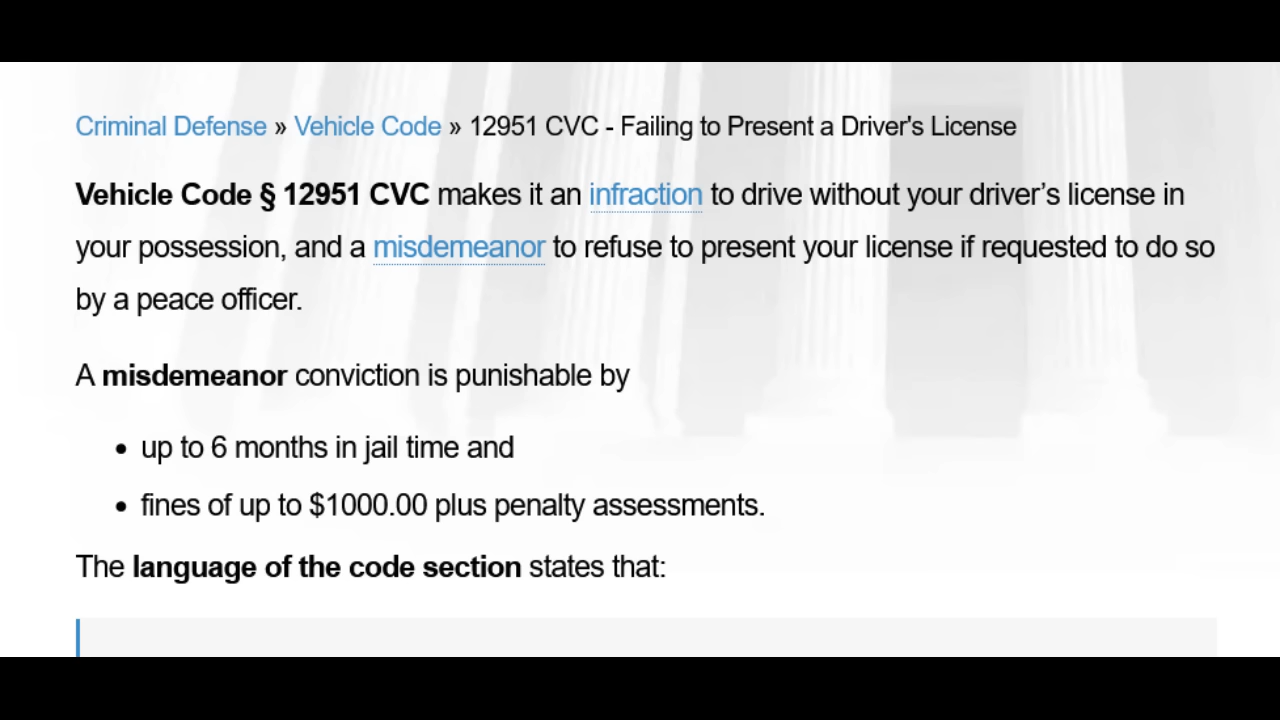 Criminal Defense » Vehicle Code » 12951 CVC - Failing to Present a Driver's License
Vehicle Code § 12951 CVC makes it an infraction to drive without your driver’s license in
your possession, and a misdemeanor to refuse to present your license if requested to do so
by a peace officer.
A misdemeanor conviction is punishable by
• up to 6 months in jail time and
• fines of up to $1000.00 plus penalty assessments.
The language of the code section states that: